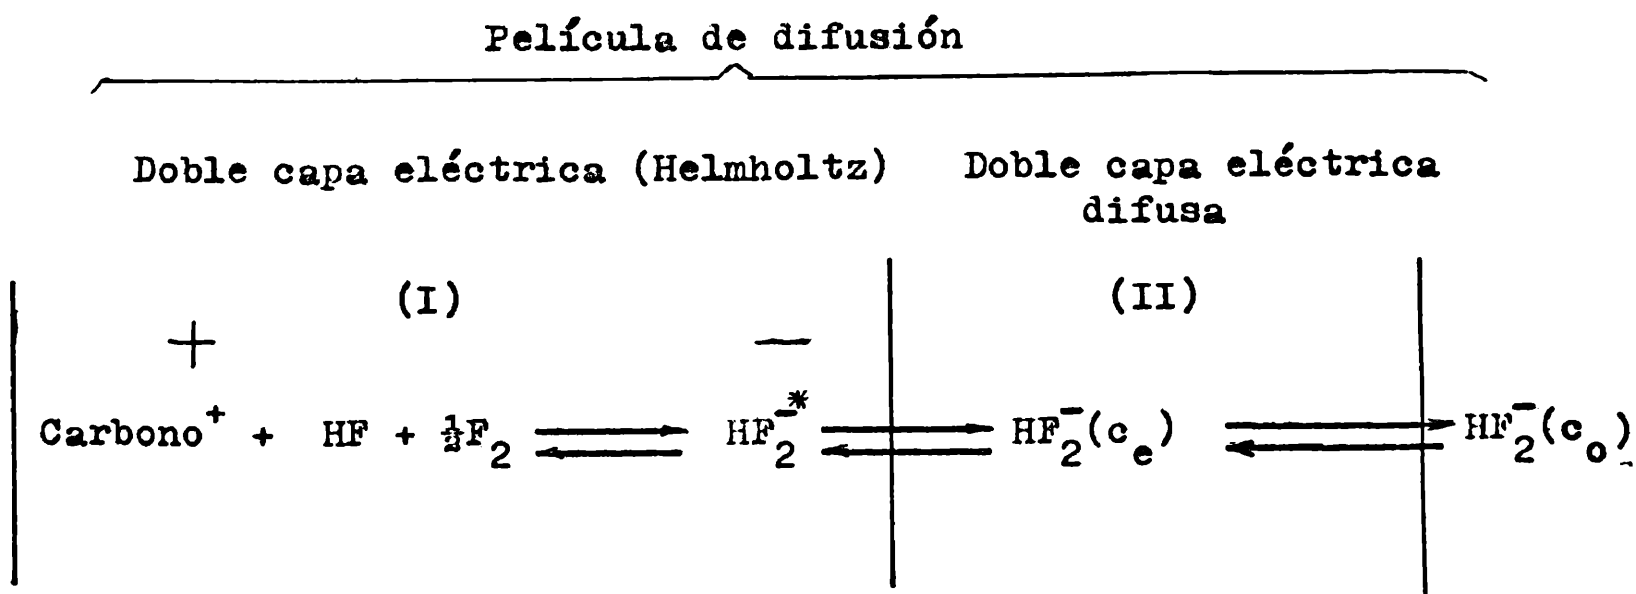 Película de difusión
Doble capa eléctrica (Helmholtz) Doble capa eléctrica
difusa
(I) (II)
+ −
Carbono⁺ + HF + ½F₂ ⇌ HF₂⁻* ⇌ HF₂⁻(cₑ) ⇌ HF₂⁻(cₒ)